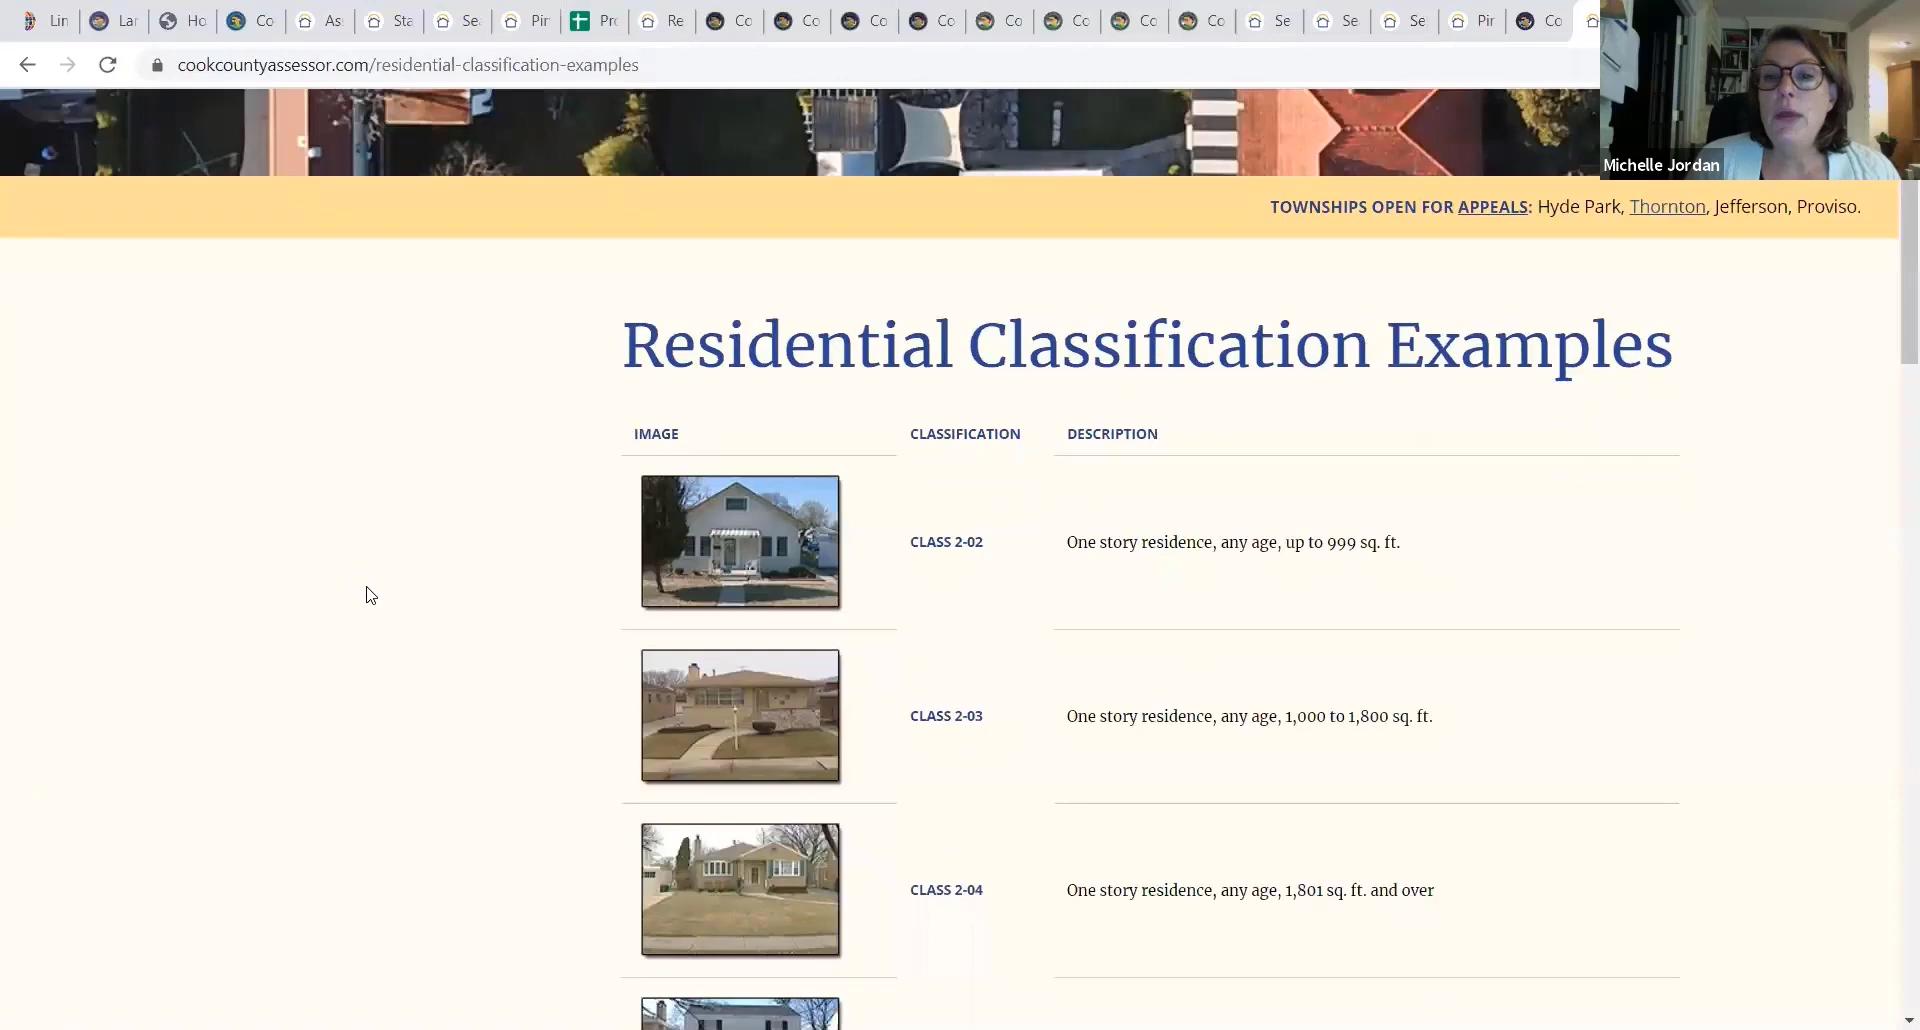 Lin
Lar
Ho
Co
As
Sta
Se
Pir
Pro
Re
Co
Co
Co
Co
Co
Co
Co
Co
Se
Se
Se
Pir
Co
cookcountyassessor.com/residential-classification-examples
Michelle Jordan
TOWNSHIPS OPEN FOR APPEALS: Hyde Park, Thornton, Jefferson, Proviso.
Residential Classification Examples
IMAGE CLASSIFICATION DESCRIPTION
CLASS 2-02 One story residence, any age, up to 999 sq. ft.
CLASS 2-03 One story residence, any age, 1,000 to 1,800 sq. ft.
CLASS 2-04 One story residence, any age, 1,801 sq. ft. and over